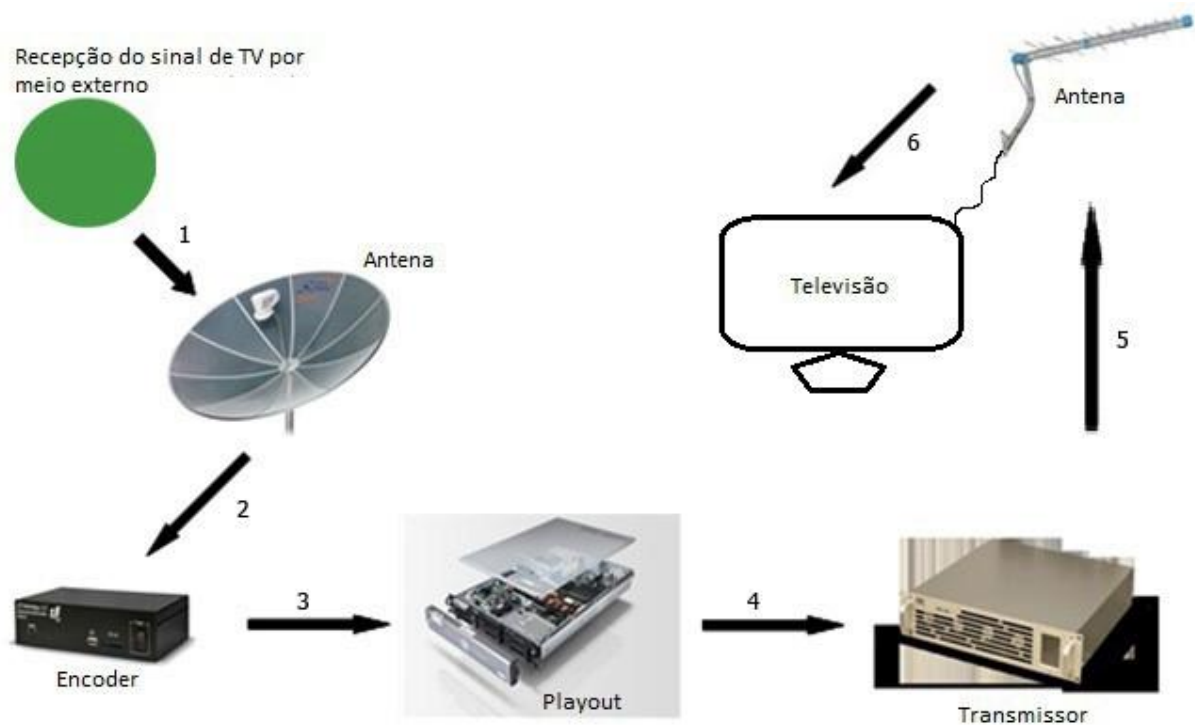 Recepção do sinal de TV por
meio externo
1
Antena
2
Encoder
3
Playout
4
Transmissor
5
Antena
6
Televisão